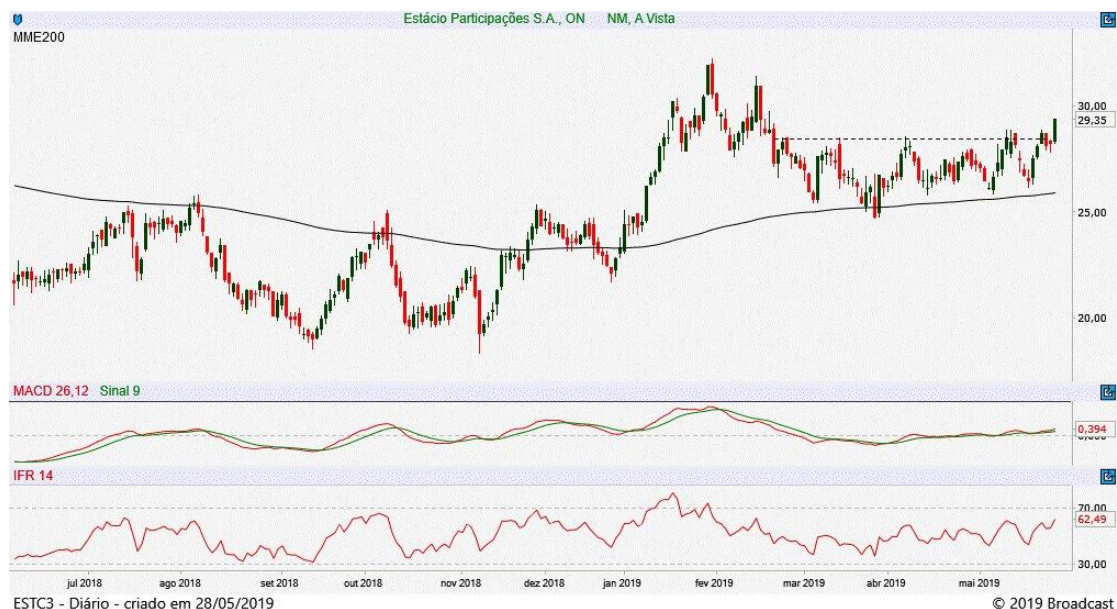 Estácio Participações S.A., ON NM, A Vista
MME200
30,00
29,35
25,00
20,00
MACD 26,12 Sinal 9
0,394
IFR 14
70,00
62,49
30,00
jul 2018 ago 2018 set 2018 out 2018 nov 2018 dez 2018 jan 2019 fev 2019 mar 2019 abr 2019 mai 2019
ESTC3 - Diário - criado em 28/05/2019 © 2019 Broadcast